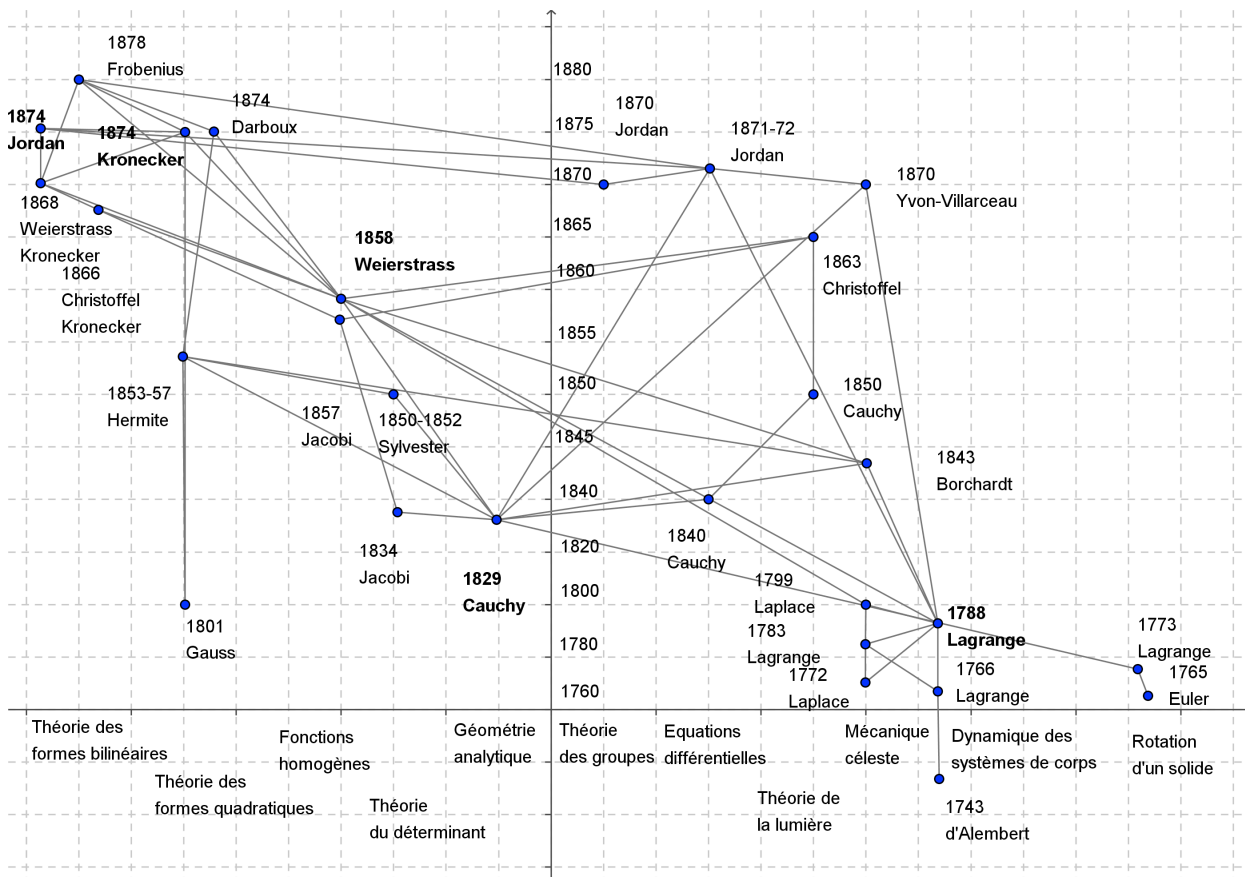 1878
Frobenius
1880
1874
Darboux
1870
Jordan
1874
Jordan
1874
Kronecker
1875
1871-72
Jordan
1870
1870
Yvon-Villarceau
1868
Weierstrass
Kronecker
1865
1858
Weierstrass
1866
Christoffel
Kronecker
1860
1863
Christoffel
1855
1853-57
Hermite
1850
1850
Cauchy
1857
Jacobi
1850-1852
Sylvester
1845
1843
Borchardt
1840
1834
Jacobi
1840
Cauchy
1829
Cauchy
1820
1799
Laplace
1800
1801
Gauss
1783
Lagrange
1788
Lagrange
1773
Lagrange
1780
1772
Laplace
1766
Lagrange
1765
Euler
1760
Théorie des
formes bilinéaires
Théorie des
formes quadratiques
Fonctions
homogènes
Théorie
du déterminant
Géométrie
analytique
Théorie
des groupes
Equations
différentielles
Théorie de
la lumière
Mécanique
céleste
Dynamique des
systèmes de corps
Rotation
d'un solide
1743
d'Alembert